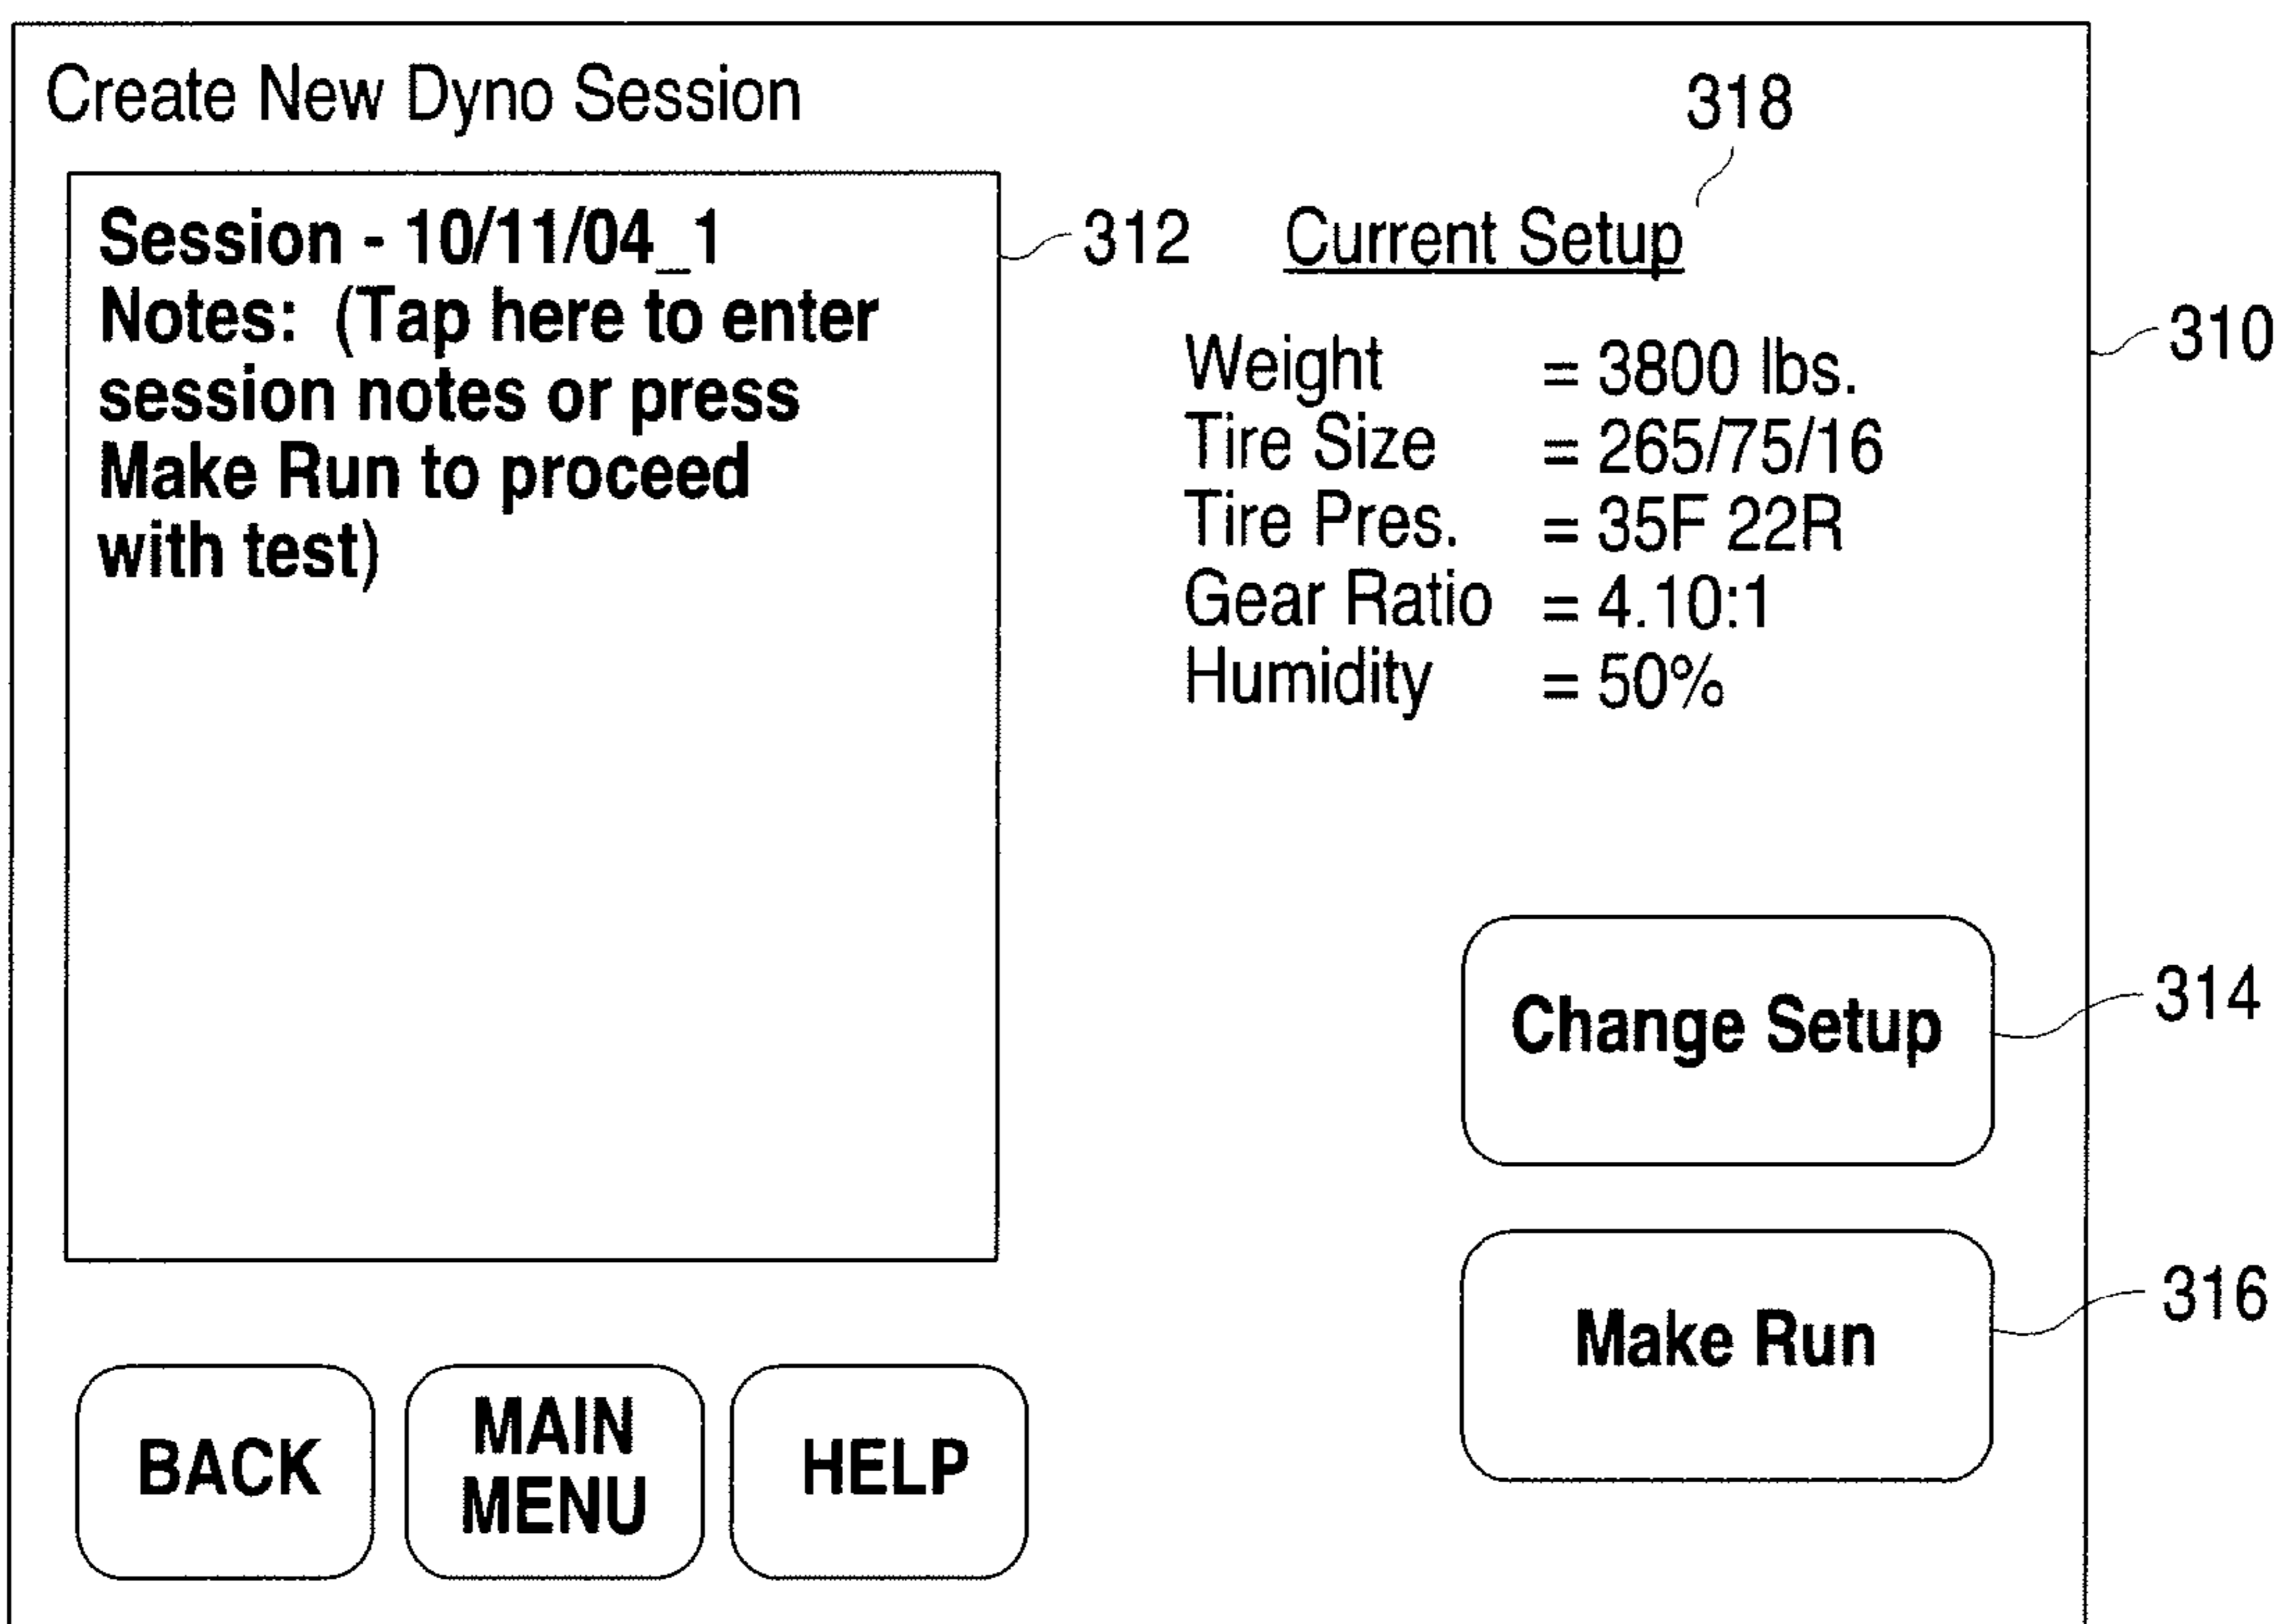 Create New Dyno Session
Session - 10/11/04_1
Notes: (Tap here to enter
session notes or press
Make Run to proceed
with test)
312
318
Current Setup
310
Weight = 3800 lbs.
Tire Size = 265/75/16
Tire Pres. = 35F 22R
Gear Ratio = 4.10:1
Humidity = 50%
Change Setup
314
Make Run
316
BACK
MAIN
MENU
HELP